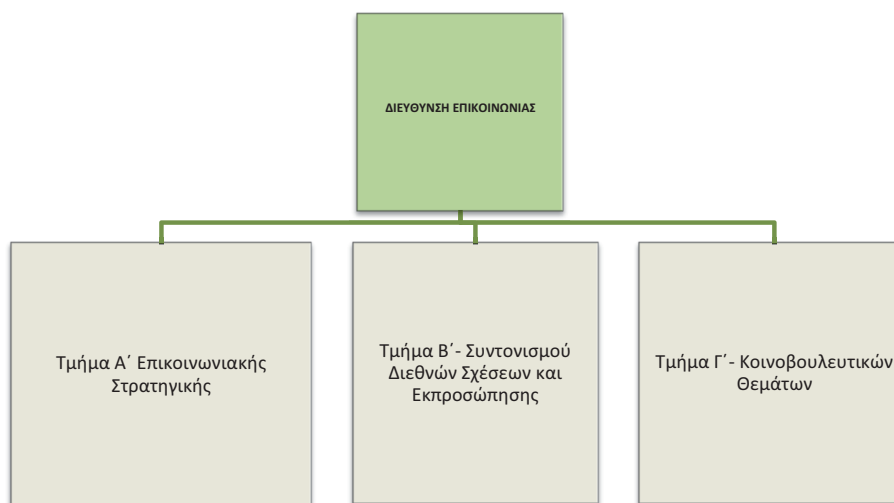 ΔΙΕΥΘΥΝΣΗ ΕΠΙΚΟΙΝΩΝΙΑΣ
Τμήμα Α΄ Επικοινωνιακής
Στρατηγικής
Τμήμα Β΄- Συντονισμού
Διεθνών Σχέσεων και
Εκπροσώπησης
Τμήμα Γ΄- Κοινοβουλευτικών
Θεμάτων